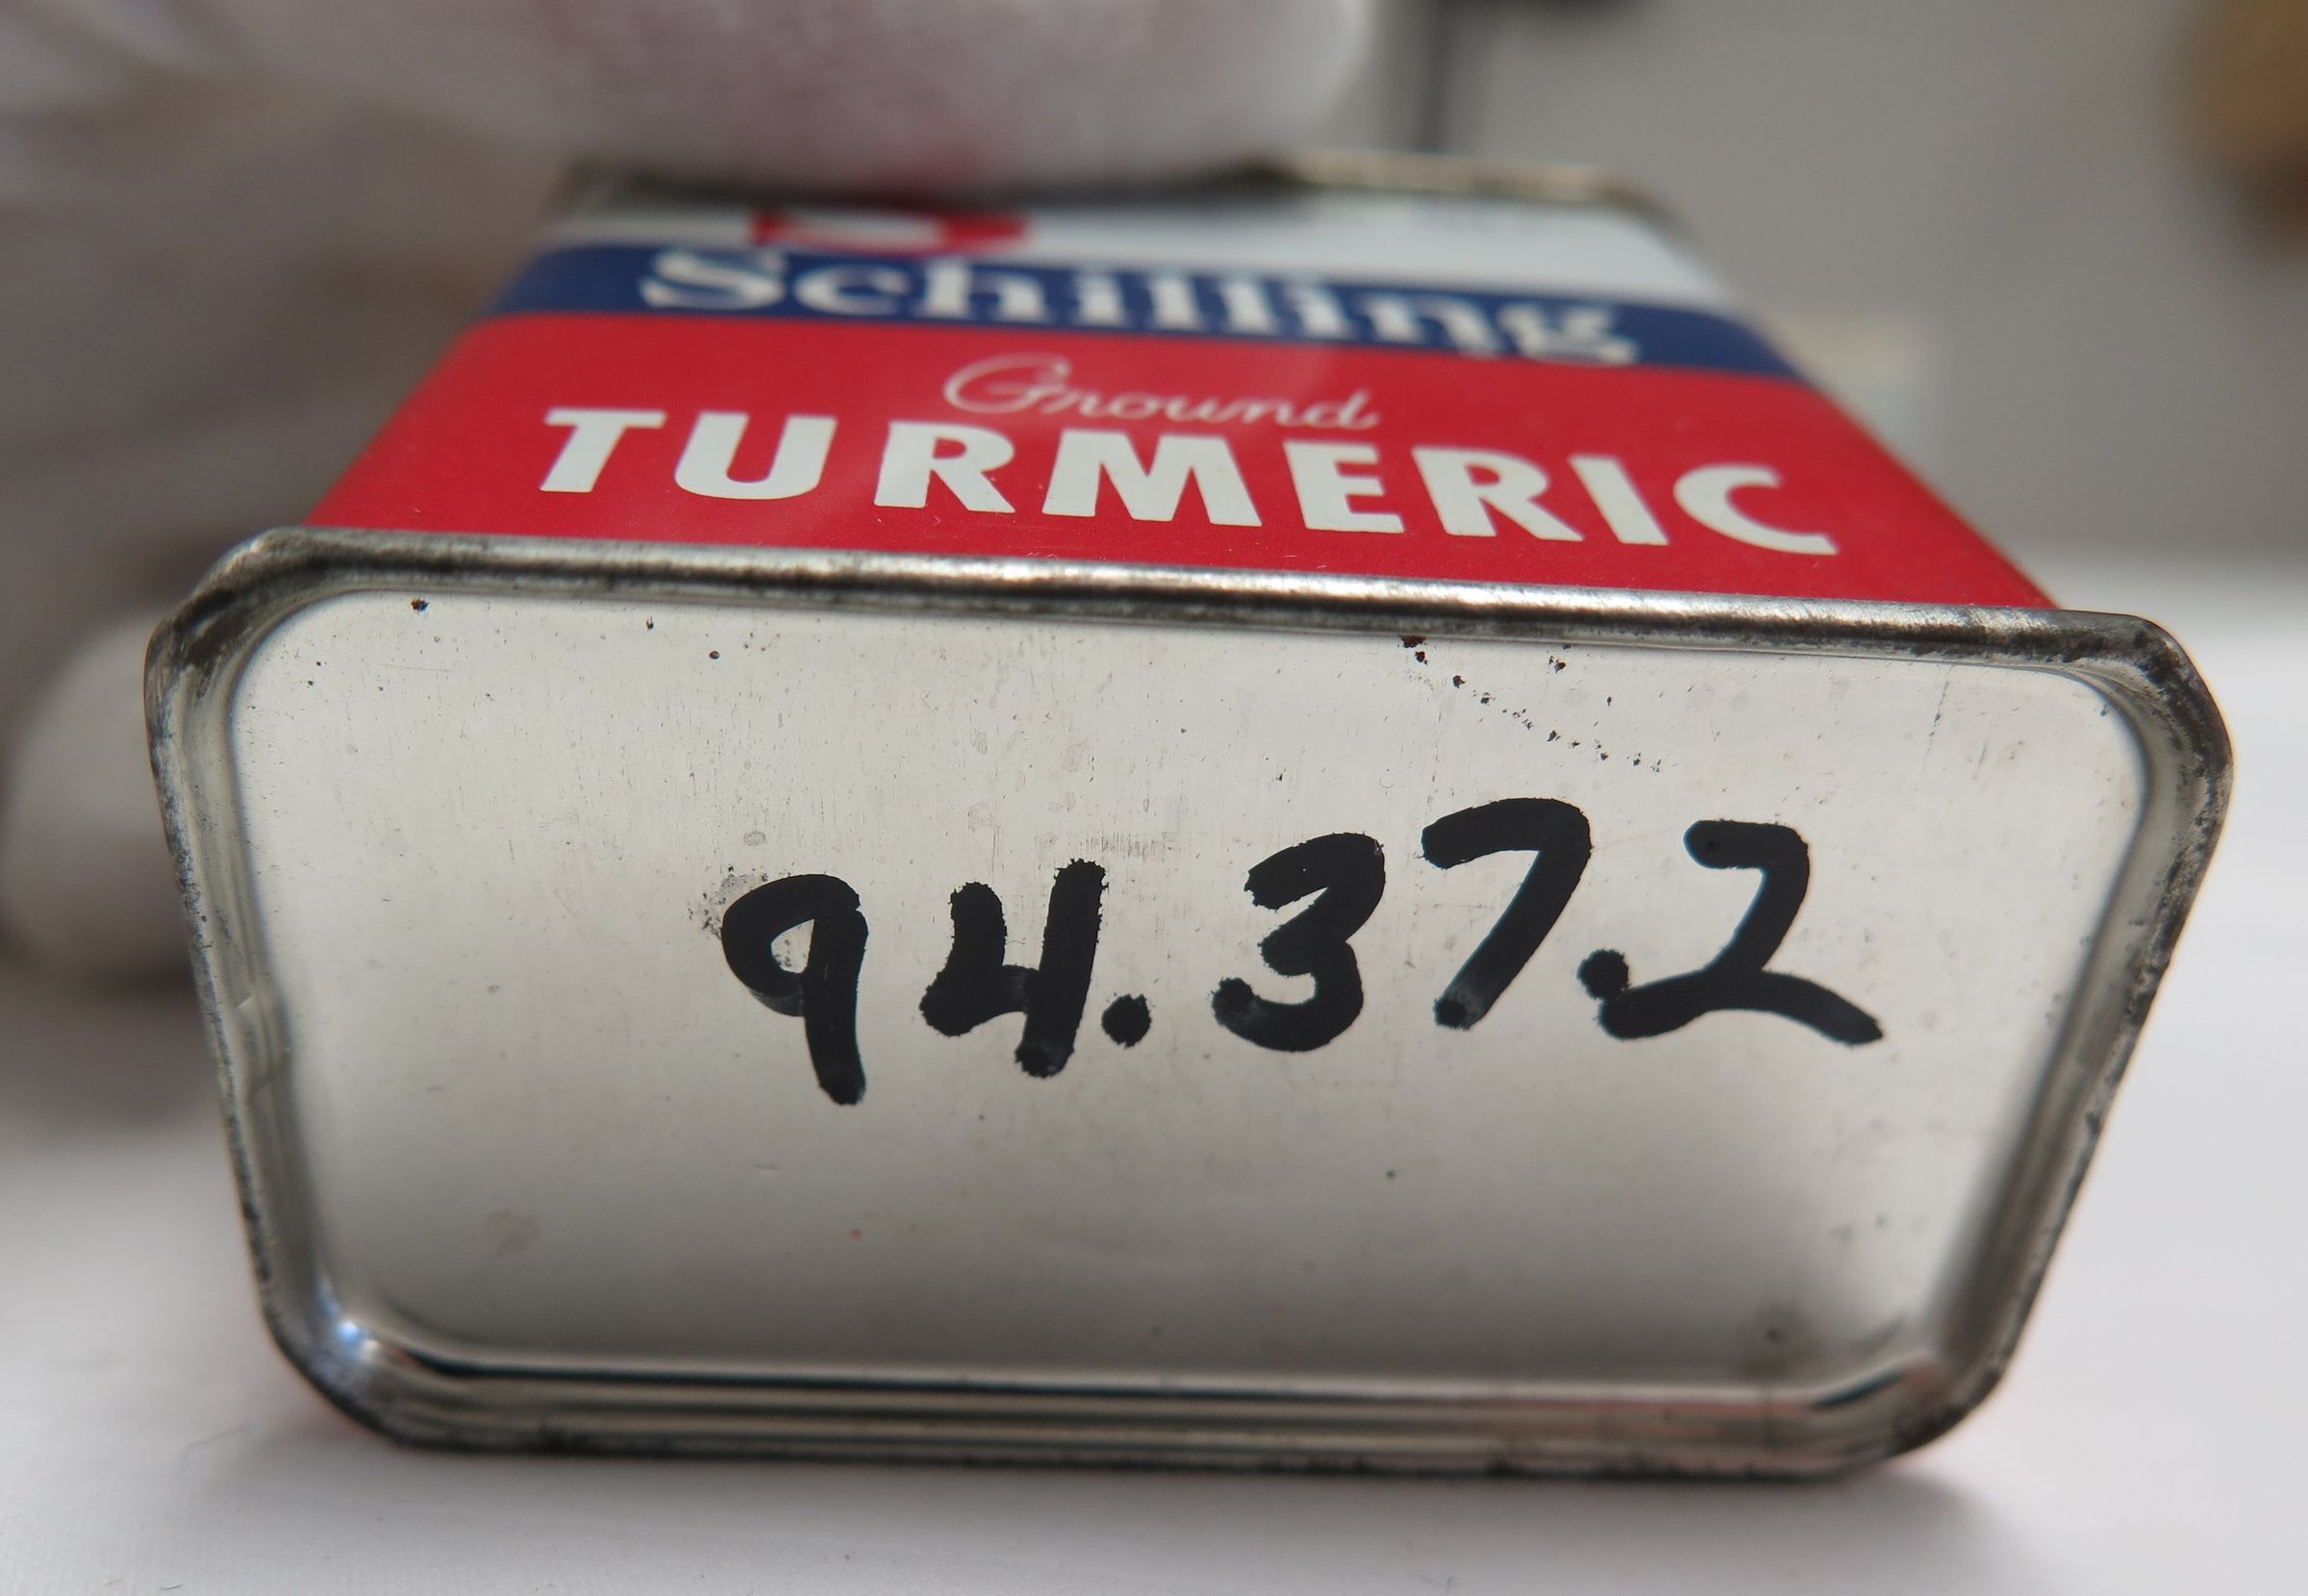 Schilling
Ground
TURMERIC
94.37.2